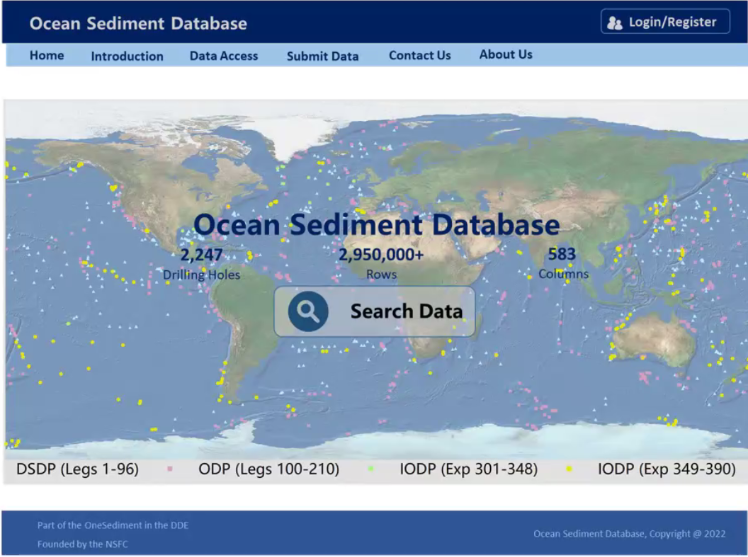 Ocean Sediment Database
Login/Register
Home Introduction Data Access Submit Data Contact Us About Us
Ocean Sediment Database
2,247 2,950,000+ 583
Drilling Holes Rows Columns
Search Data
DSDP (Legs 1-96) ODP (Legs 100-210) IODP (Exp 301-348) IODP (Exp 349-390)
Part of the OneSediment in the DDE
Founded by the NSFC
Ocean Sediment Database, Copyright @ 2022